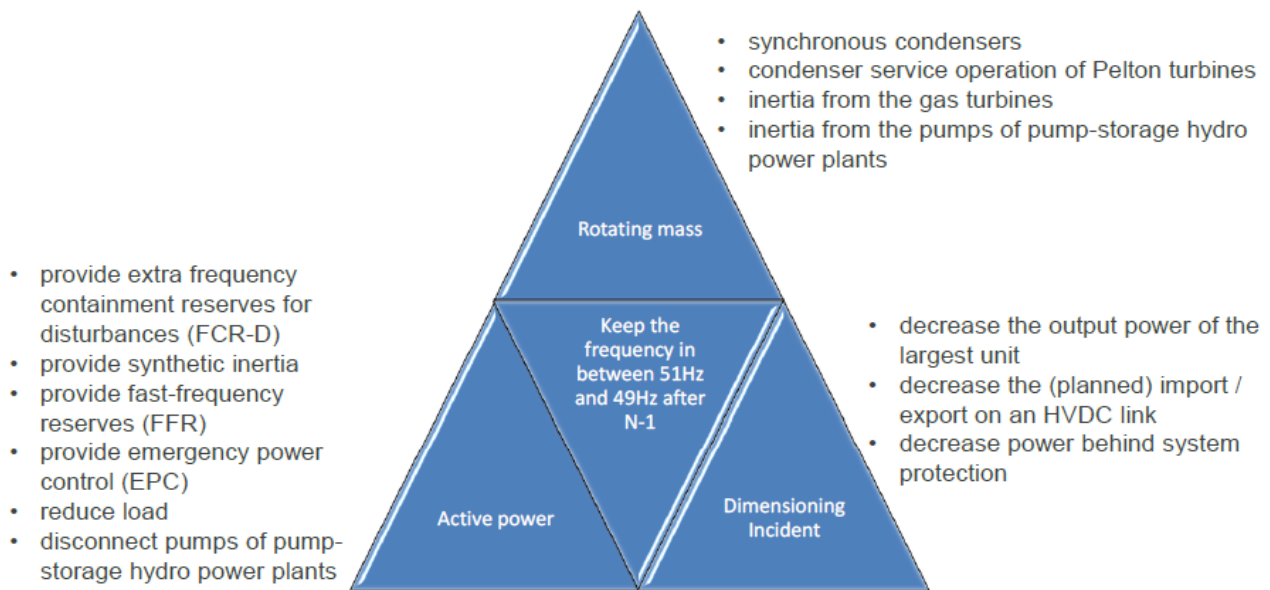 • synchronous condensers
• condenser service operation of Pelton turbines
• inertia from the gas turbines
• inertia from the pumps of pump-storage hydro
power plants
Rotating mass
• provide extra frequency
containment reserves for
disturbances (FCR-D)
• provide synthetic inertia
• provide fast-frequency
reserves (FFR)
• provide emergency power
control (EPC)
• reduce load
• disconnect pumps of pump-
storage hydro power plants
Keep the
frequency in
between 51Hz
and 49Hz after
N-1
• decrease the output power of the
largest unit
• decrease the (planned) import /
export on an HVDC link
• decrease power behind system
protection
Active power
Dimensioning
Incident